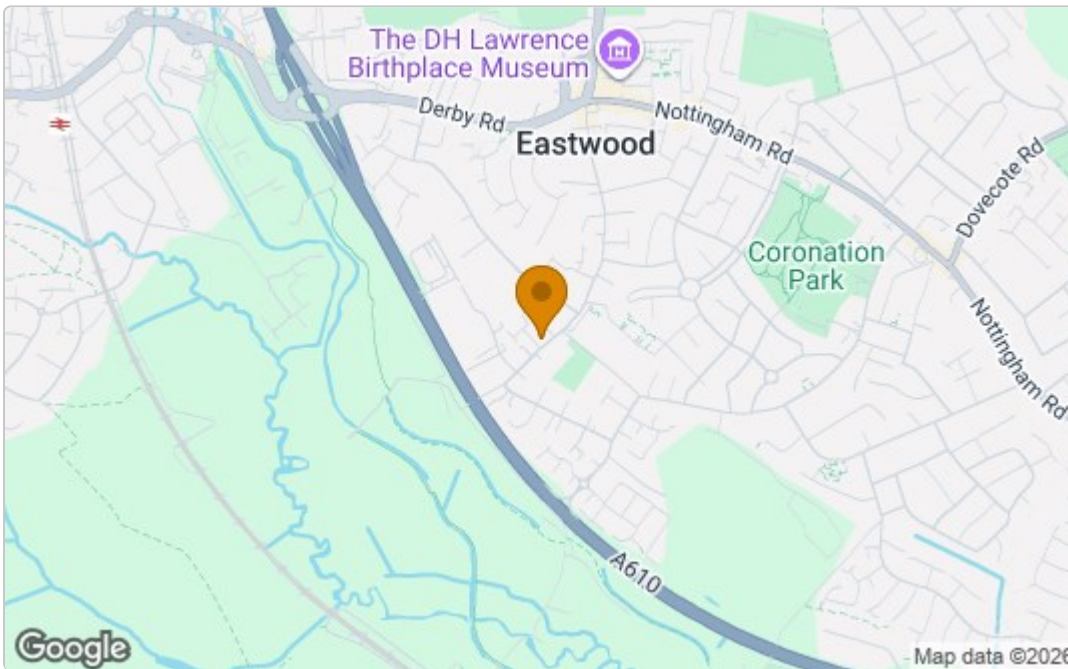 The DH Lawrence
Birthplace Museum
Derby Rd
Nottingham Rd
Eastwood
Dovecote Rd
Coronation
Park
Nottingham Rd
A610
Google
Map data ©2026